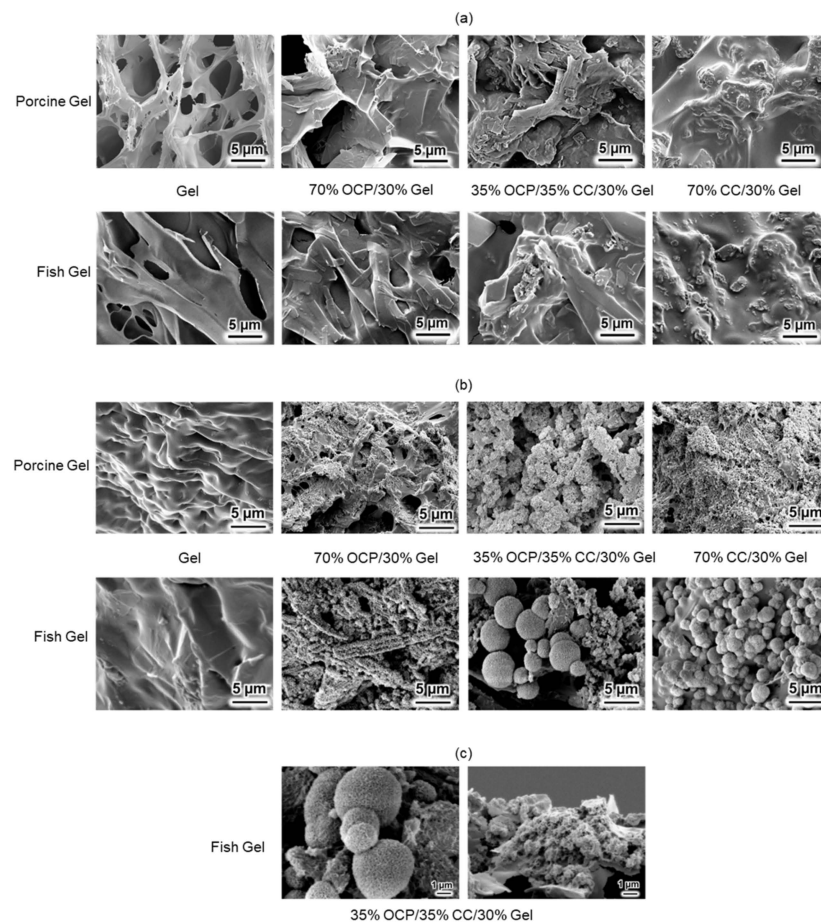 (a)
Porcine Gel
5 µm 5 µm 5 µm 5 µm
Gel 70% OCP/30% Gel 35% OCP/35% CC/30% Gel 70% CC/30% Gel
Fish Gel
5 µm 5 µm 5 µm 5 µm
(b)
Porcine Gel
5 µm 5 µm 5 µm 5 µm
Gel 70% OCP/30% Gel 35% OCP/35% CC/30% Gel 70% CC/30% Gel
Fish Gel
5 µm 5 µm 5 µm 5 µm
(c)
Fish Gel
1 µm 1 µm
35% OCP/35% CC/30% Gel